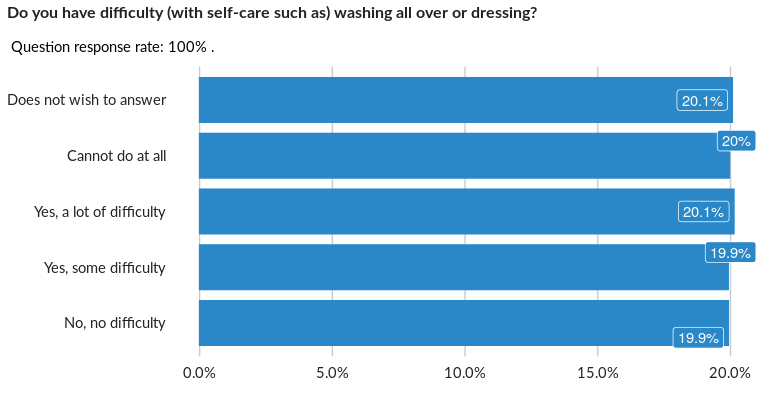 Do you have difficulty (with self-care such as) washing all over or dressing?
Question response rate: 100% .
Does not wish to answer 20.1%
Cannot do at all 20%
Yes, a lot of difficulty 20.1%
Yes, some difficulty 19.9%
No, no difficulty 19.9%
0.0% 5.0% 10.0% 15.0% 20.0%